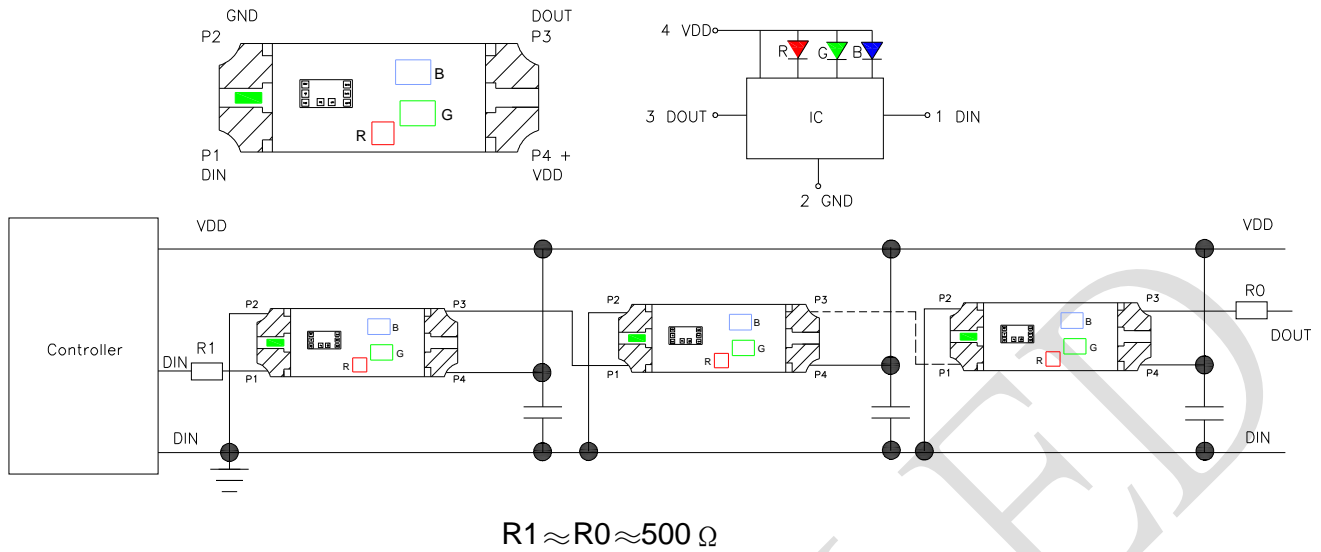 GND
DOUT
P2
P3
B
G
R
P1
P4 +
DIN
VDD
4 VDD
R
G
B
3 DOUT
IC
1 DIN
2 GND
VDD
VDD
Controller
DIN
R1
P2
P3
B
G
R
P1
P4
P2
P3
B
G
R
P1
P4
P2
P3
B
G
R
P1
P4
R0
DOUT
DIN
DIN
R1≈R0≈500 Ω
ED